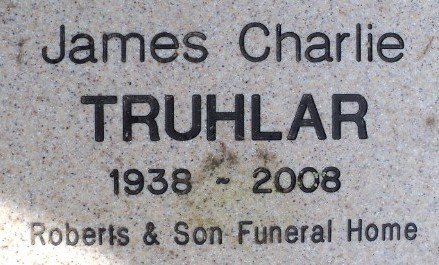 James Charlie
TRUHLAR
1938 ~ 2008
Roberts & Son Funeral Home